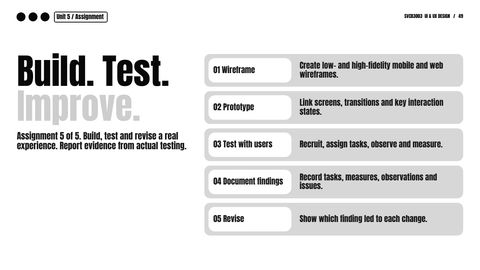 Unit 5 / Assignment
SVCD3003 UI & UX DESIGN / 49
Build. Test.
Improve.
Assignment 5 of 5. Build, test and revise a real
experience. Report evidence from actual testing.
01 Wireframe
Create low- and high-fidelity mobile and web
wireframes.
02 Prototype
Link screens, transitions and key interaction
states.
03 Test with users
Recruit, assign tasks, observe and measure.
04 Document findings
Record tasks, measures, observations and
issues.
05 Revise
Show which finding led to each change.